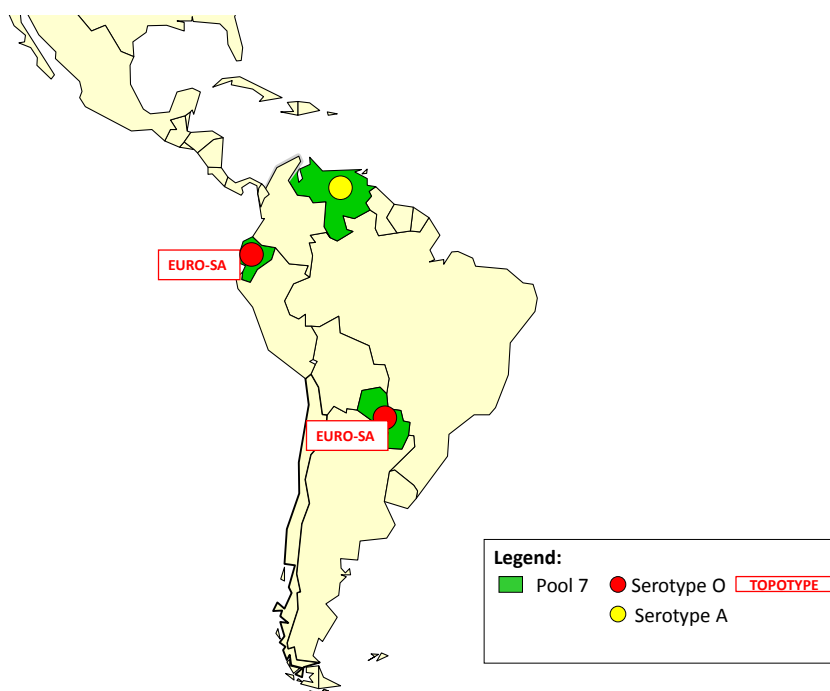 EURO-SA
EURO-SA
Legend:
Pool 7
Serotype O
TOPOTYPE
Serotype A